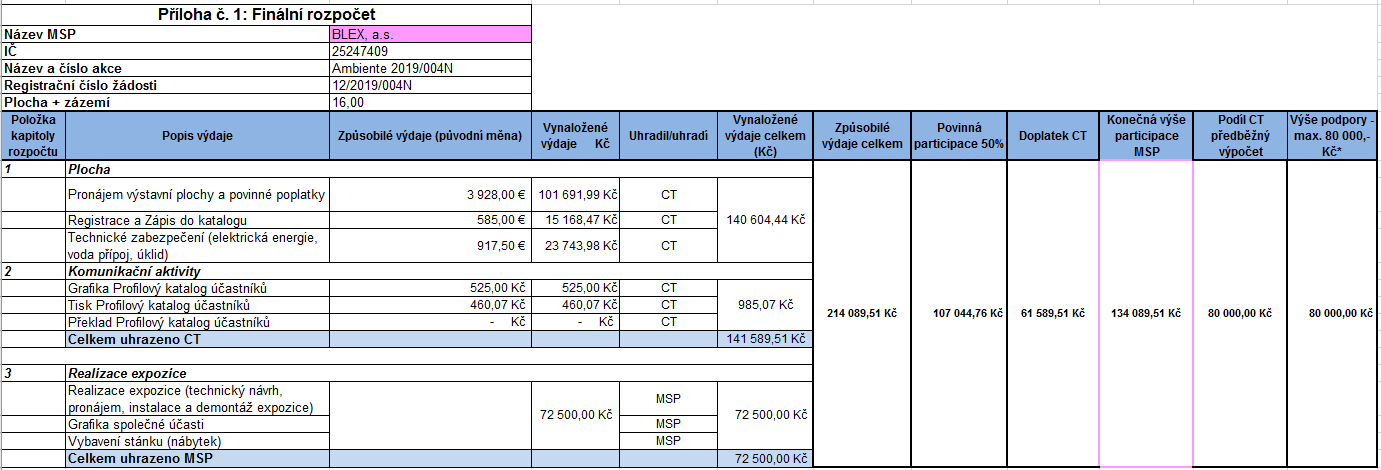 Příloha č. 1: Finální rozpočet
Název MSP BLEX, a.s.
IČ 25247409
Název a číslo akce Ambiente 2019/004N
Registrační číslo žádosti 12/2019/004N
Plocha + zázemí 16,00
Položka kapitoly rozpočtu Popis výdaje Způsobilé výdaje (původní měna) Vynaložené výdaje Kč Uhradil/uhradí Vynaložené výdaje celkem (Kč) Způsobilé výdaje celkem Povinná participace 50% Doplatek CT Konečná výše participace MSP Podíl CT předběžný výpočet Výše podpory - max. 80 000,- Kč*
1 Plocha
Pronájem výstavní plochy a povinné poplatky 3 928,00 € 101 691,99 Kč CT
Registrace a Zápis do katalogu 585,00 € 15 168,47 Kč CT 140 604,44 Kč
Technické zabezpečení (elektrická energie, voda přípoj, úklid) 917,50 € 23 743,98 Kč CT
2 Komunikační aktivity
Grafika Profilový katalog účastníků 525,00 Kč 525,00 Kč CT
Tisk Profilový katalog účastníků 460,07 Kč 460,07 Kč CT 985,07 Kč
214 089,51 Kč 107 044,76 Kč 61 589,51 Kč 134 089,51 Kč 80 000,00 Kč 80 000,00 Kč
Překlad Profilový katalog účastníků - Kč - Kč CT
Celkem uhrazeno CT 141 589,51 Kč
3 Realizace expozice
Realizace expozice (technický návrh, pronájem, instalace a demontáž expozice) MSP
72 500,00 Kč 72 500,00 Kč
Grafika společné účasti MSP
Vybavení stánku (nábytek) MSP
Celkem uhrazeno MSP 72 500,00 Kč